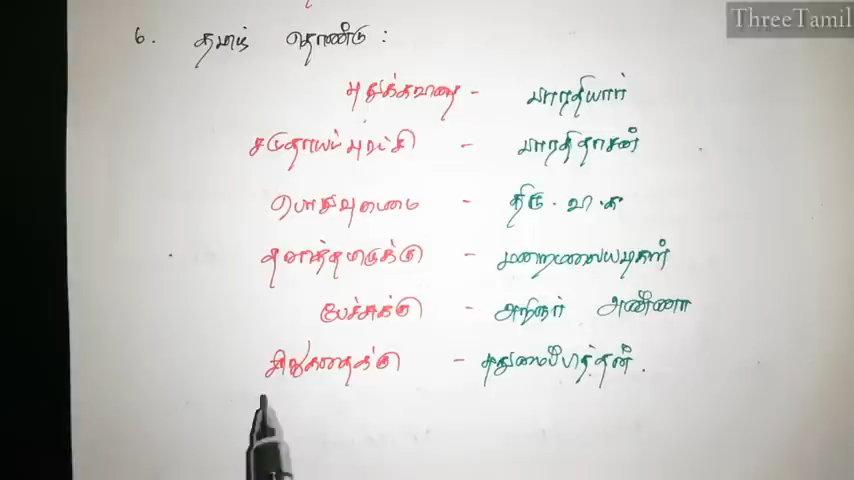 ThreeTamil
6. தமிழ் தொண்டு :
புதுக்கவிதை - பாரதியார்
சமுதாயப் புரட்சி - பாரதிதாசன்
பொதுவுமை - திரு. வி. க
தனித்தமிழுக்கு - மறைமலையடிகள்
பேச்சுக்கு - அறிஞர் அண்ணா
சிறுகதைக்கு - புதுமைபித்தன்.